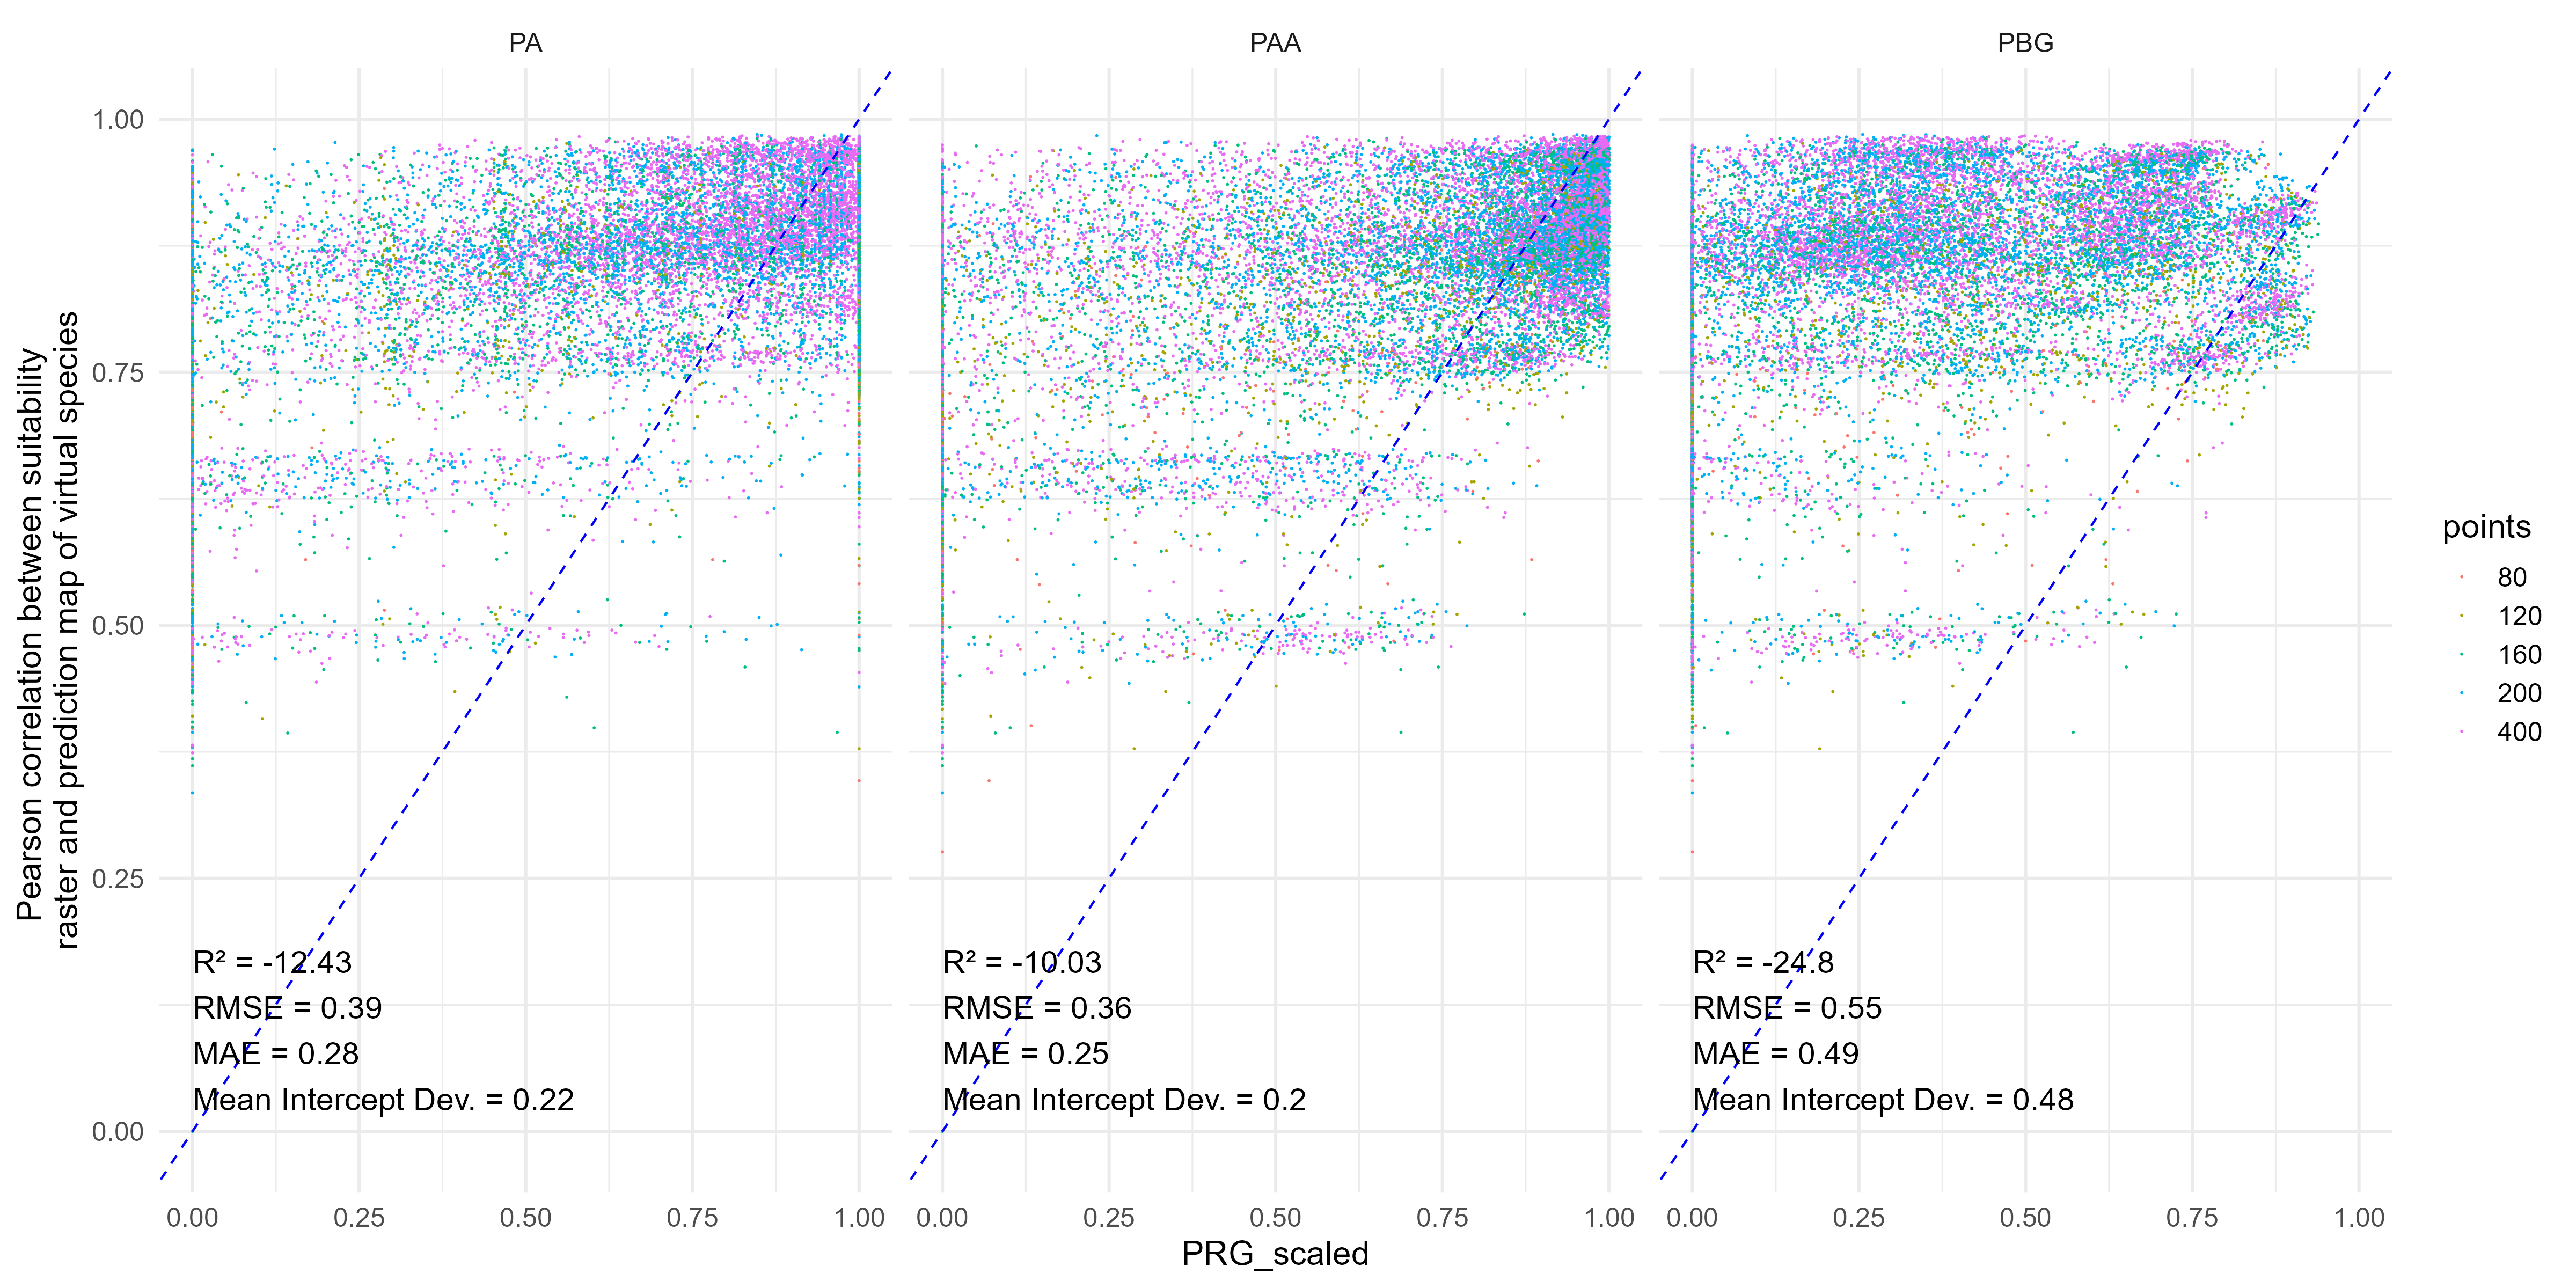 PA
PAA
PBG
Pearson correlation between suitability
raster and prediction map of virtual species
1.00
0.75
0.50
0.25
0.00
R² = -12.43
RMSE = 0.39
MAE = 0.28
Mean Intercept Dev. = 0.22
R² = -10.03
RMSE = 0.36
MAE = 0.25
Mean Intercept Dev. = 0.2
R² = -24.8
RMSE = 0.55
MAE = 0.49
Mean Intercept Dev. = 0.48
0.00 0.25 0.50 0.75 1.00
0.00 0.25 0.50 0.75 1.00
0.00 0.25 0.50 0.75 1.00
PRG_scaled
points
80
120
160
200
400